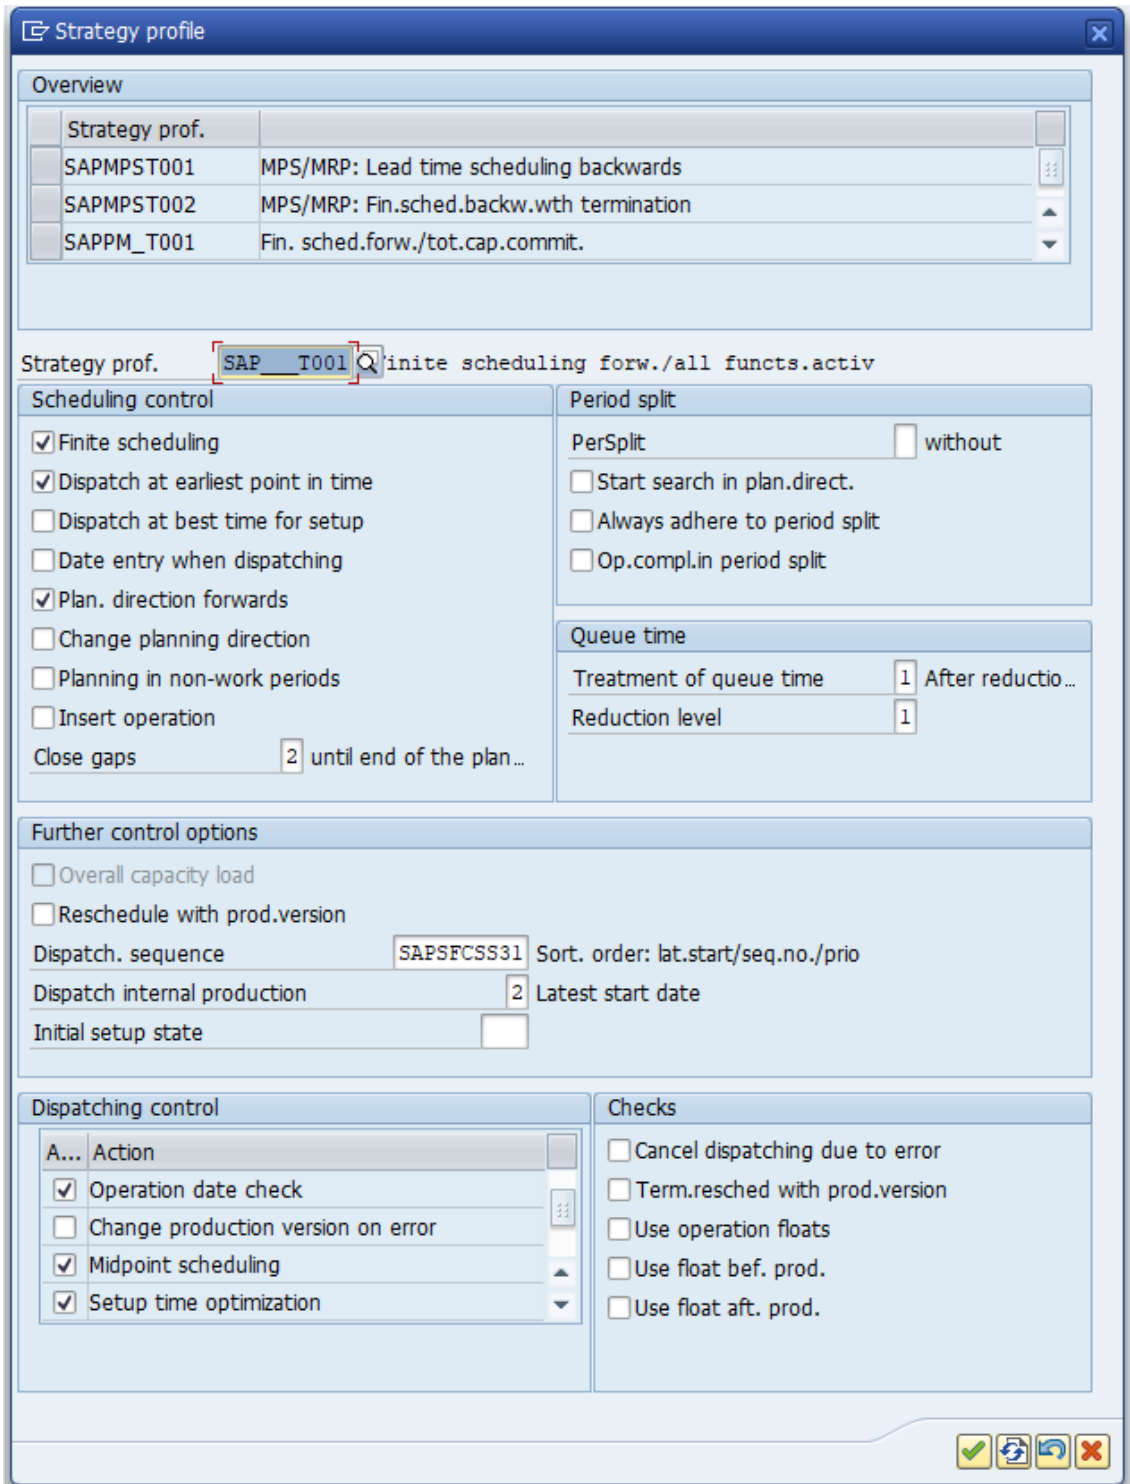 Strategy profile
Overview
Strategy prof.
SAPMPST001 MPS/MRP: Lead time scheduling backwards
SAPMPST002 MPS/MRP: Fin.sched.backw.wth termination
SAPPM_T001 Fin. sched.forw./tot.cap.commit.
Strategy prof. SAP___T001 inite scheduling forw./all functs.activ
Scheduling control
Finite scheduling
Dispatch at earliest point in time
Dispatch at best time for setup
Date entry when dispatching
Plan. direction forwards
Change planning direction
Planning in non-work periods
Insert operation
Close gaps 2 until end of the plan...
Period split
PerSplit without
Start search in plan.direct.
Always adhere to period split
Op.compl.in period split
Queue time
Treatment of queue time 1 After reductio...
Reduction level 1
Further control options
Overall capacity load
Reschedule with prod.version
Dispatch. sequence SAPSFCSS31 Sort. order: lat.start/seq.no./prio
Dispatch internal production 2 Latest start date
Initial setup state
Dispatching control
A... Action
Operation date check
Change production version on error
Midpoint scheduling
Setup time optimization
Checks
Cancel dispatching due to error
Term.resched with prod.version
Use operation floats
Use float bef. prod.
Use float aft. prod.